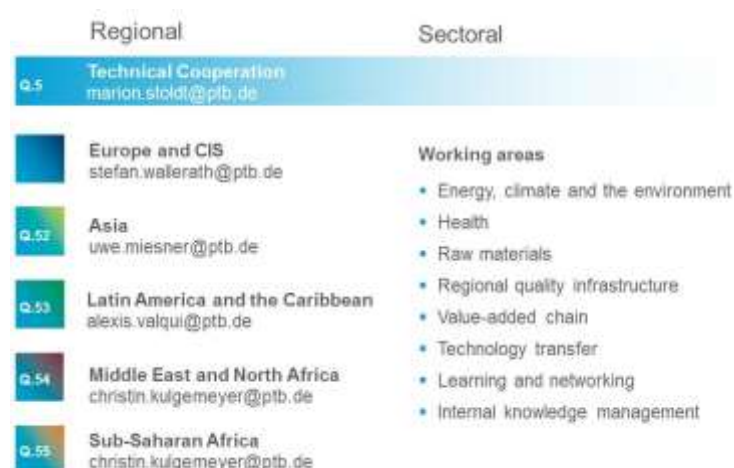 Regional
Sectoral
Q.5
Technical Cooperation
marion.stoldt@ptb.de
Europe and CIS
stefan.wallerath@ptb.de
Q.52
Asia
uwe.miesner@ptb.de
Q.53
Latin America and the Caribbean
alexis.valqui@ptb.de
Q.54
Middle East and North Africa
christin.kulgemeyer@ptb.de
Q.55
Sub-Saharan Africa
christin.kulgemeyer@ptb.de
Working areas
• Energy, climate and the environment
• Health
• Raw materials
• Regional quality infrastructure
• Value-added chain
• Technology transfer
• Learning and networking
• Internal knowledge management